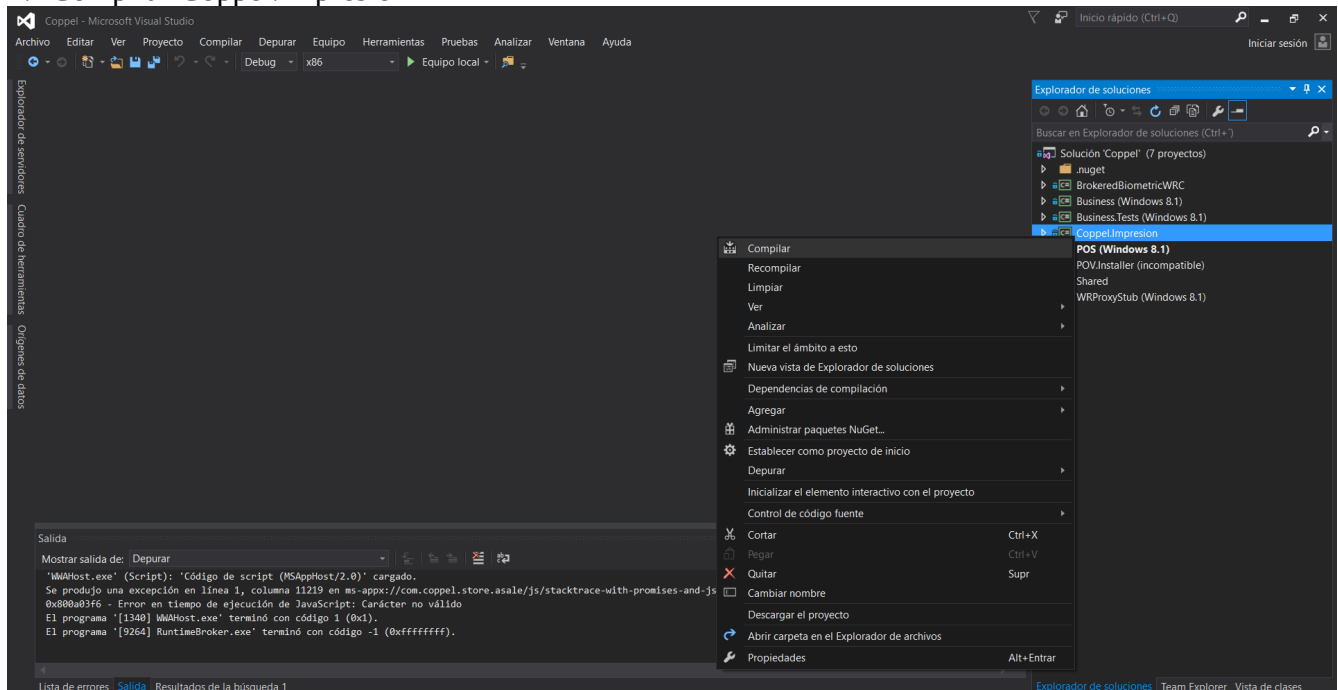 Coppel - Microsoft Visual Studio
Inicio rápido (Ctrl+Q)
Archivo Editar Ver Proyecto Compilar Depurar Equipo Herramientas Pruebas Analizar Ventana Ayuda
Iniciar sesión
Debug x86 Equipo local
Explorador de servidores
Cuadro de herramientas
Orígenes de datos
Explorador de soluciones
Buscar en Explorador de soluciones (Ctrl+´)
Solución 'Coppel' (7 proyectos)
.nuget
BrokeredBiometricWRC
Business (Windows 8.1)
Business.Tests (Windows 8.1)
Coppel.Impresion
POS (Windows 8.1)
POV.Installer (incompatible)
Shared
WRProxyStub (Windows 8.1)
Compilar
Recompilar
Limpiar
Ver
Analizar
Limitar el ámbito a esto
Nueva vista de Explorador de soluciones
Dependencias de compilación
Agregar
Administrar paquetes NuGet...
Establecer como proyecto de inicio
Depurar
Inicializar el elemento interactivo con el proyecto
Control de código fuente
Cortar Ctrl+X
Pegar Ctrl+V
Quitar Supr
Cambiar nombre
Descargar el proyecto
Abrir carpeta en el Explorador de archivos
Propiedades Alt+Entrar
Salida
Mostrar salida de: Depurar
'WWAHost.exe' (Script): 'Código de script (MSAppHost/2.0)' cargado.
Se produjo una excepción en línea 1, columna 11219 en ms-appx://com.coppel.store.asale/js/stacktrace-with-promises-and-js
0x800a03f6 - Error en tiempo de ejecución de JavaScript: Carácter no válido
El programa '[1340] WWAHost.exe' terminó con código 1 (0x1).
El programa '[9264] RuntimeBroker.exe' terminó con código -1 (0xffffffff).
Lista de errores Salida Resultados de la búsqueda 1
Explorador de soluciones Team Explorer Vista de clases